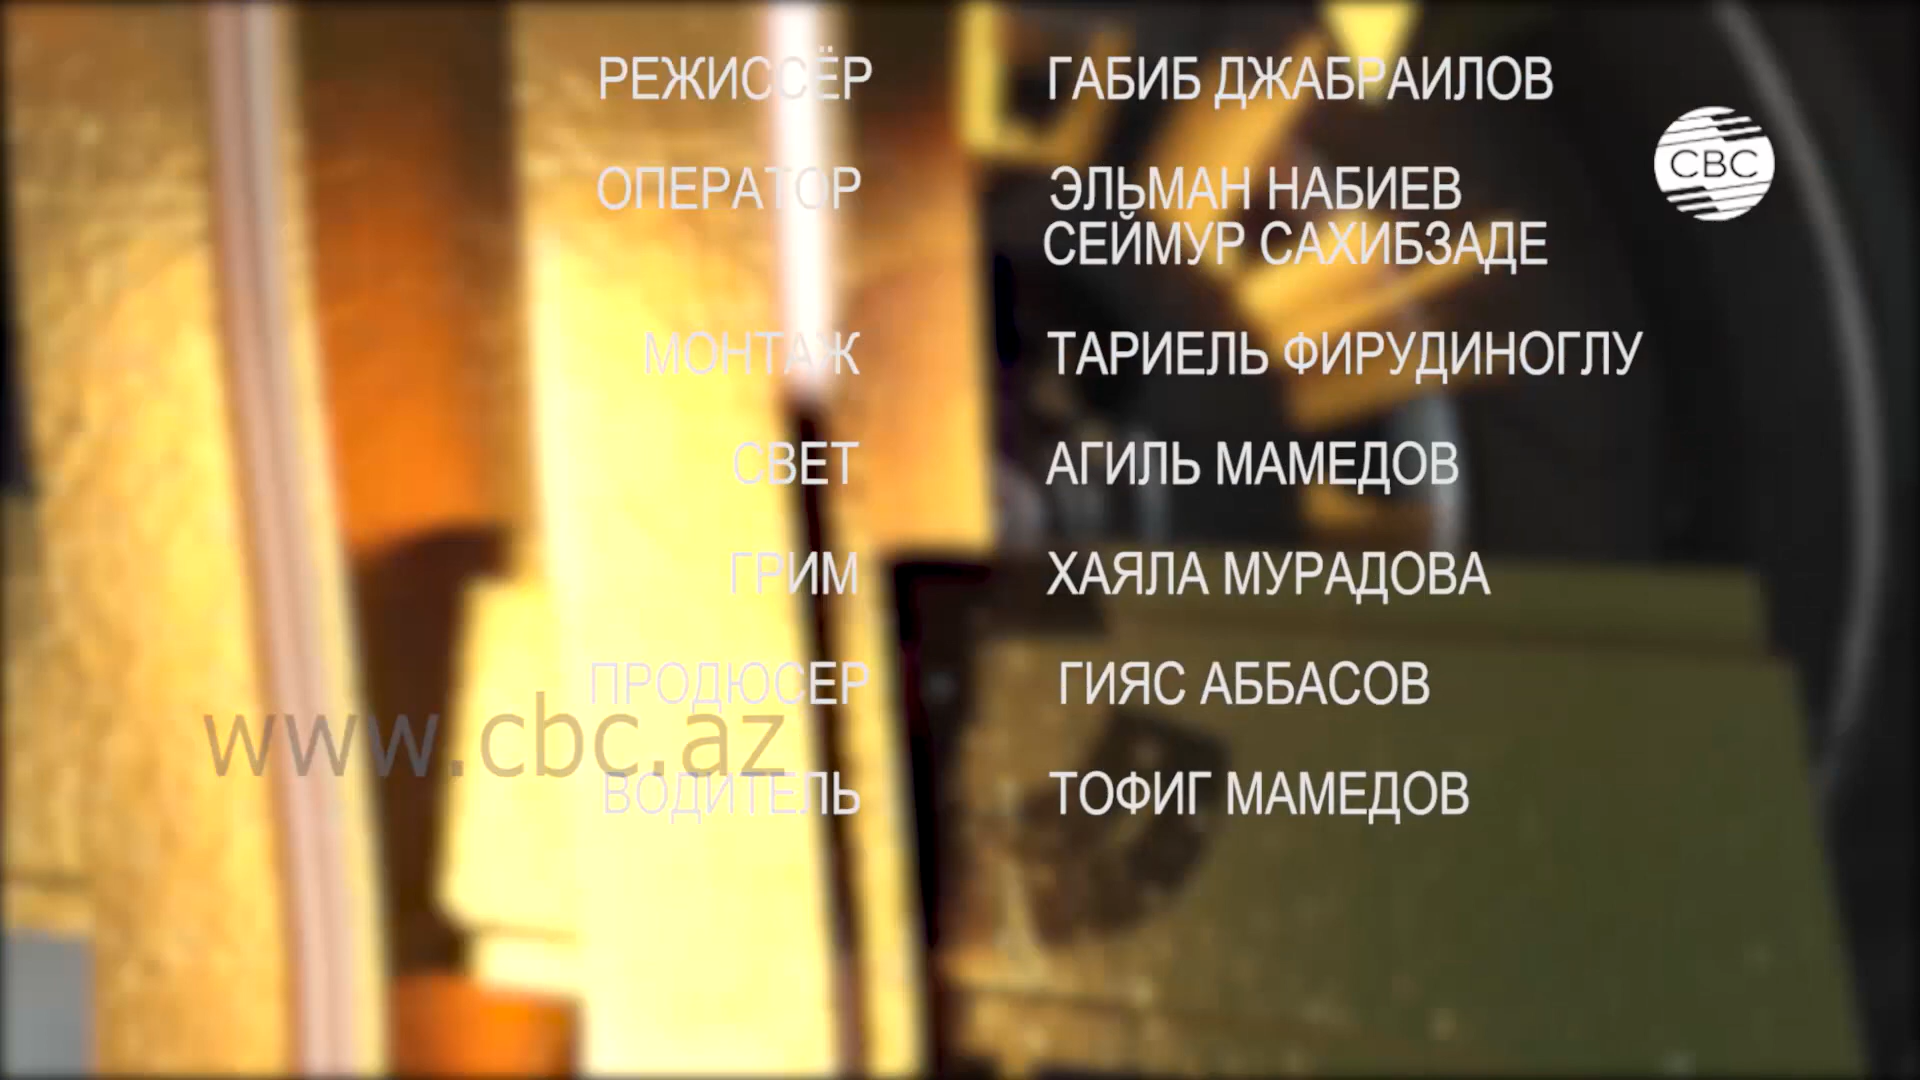 РЕЖИССЁР ГАБИБ ДЖАБРАИЛОВ
CBC
ОПЕРАТОР ЭЛЬМАН НАБИЕВ
СЕЙМУР САХИБЗАДЕ
МОНТАЖ ТАРИЕЛЬ ФИРУДИНОГЛУ
СВЕТ АГИЛЬ МАМЕДОВ
ГРИМ ХАЯЛА МУРАДОВА
ПРОДЮСЕР ГИЯС АББАСОВ
www.cbc.az
ВОДИТЕЛЬ ТОФИГ МАМЕДОВ